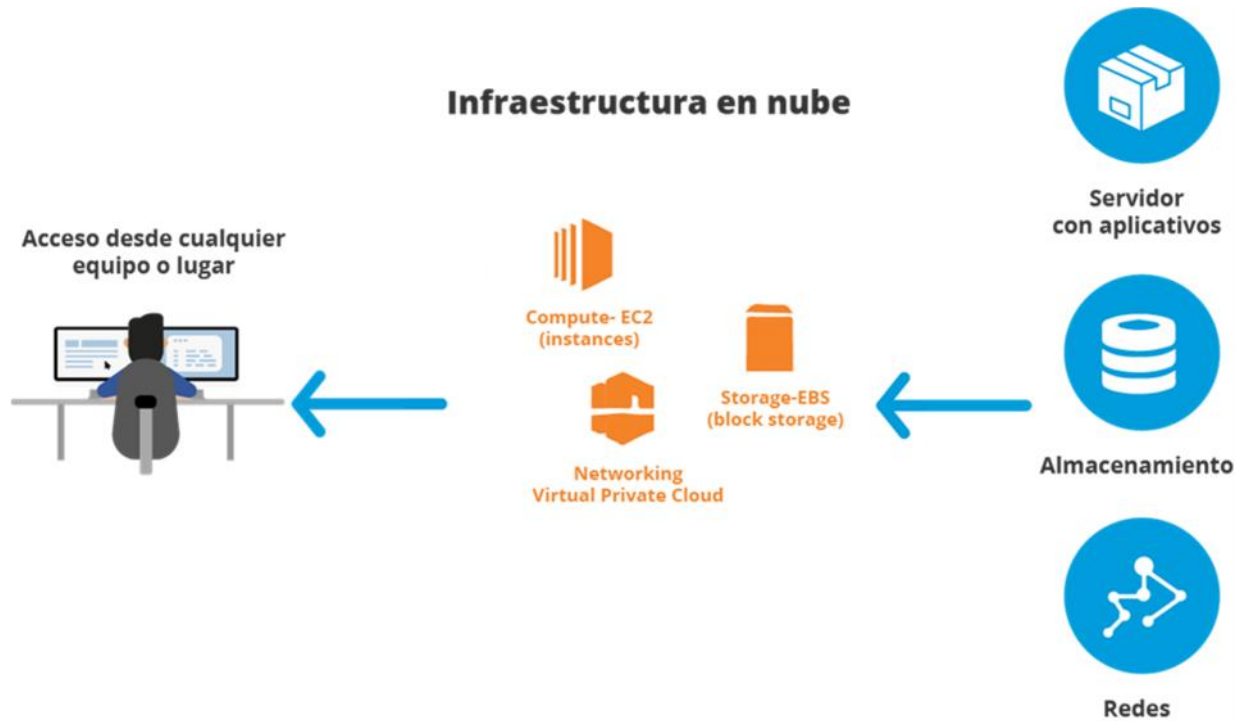 Infraestructura en nube
Acceso desde cualquier
equipo o lugar
Compute- EC2
(instances)
Storage-EBS
(block storage)
Networking
Virtual Private Cloud
Servidor
con aplicativos
Almacenamiento
Redes